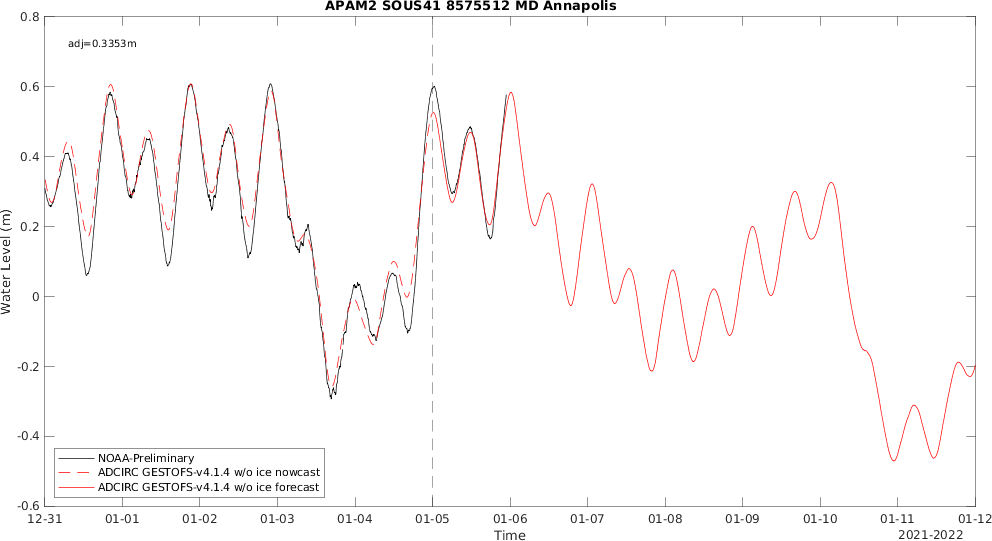 APAM2 SOUS41 8575512 MD Annapolis
0.8
adj=0.3353m
0.6
0.4
0.2
0
-0.2
-0.4
-0.6
Water Level (m)
NOAA-Preliminary
ADCIRC GESTOFS-v4.1.4 w/o ice nowcast
ADCIRC GESTOFS-v4.1.4 w/o ice forecast
12-31 01-01 01-02 01-03 01-04 01-05 01-06 01-07 01-08 01-09 01-10 01-11 01-12
Time
2021-2022